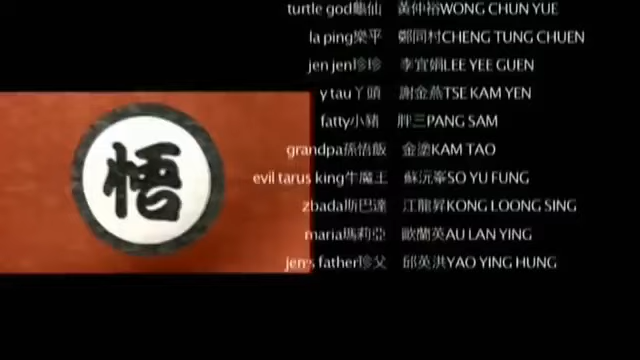 turtle god龜仙 黃仲裕WONG CHUN YUE
la ping樂平 鄭同村CHENG TUNG CHUEN
jen jen珍珍 李宜娟LEE YEE GUEN
y tau丫頭 謝金燕TSE KAM YEN
fatty小豬 胖三PANG SAM
grandpa孫悟飯 金塗KAM TAO
evil tarus king牛魔王 蘇沅峯SO YU FUNG
zbada斯巴達 江龍昇KONG LOONG SING
maria瑪莉亞 歐蘭英AU LAN YING
jen's father珍父 邱英洪YAO YING HUNG
悟